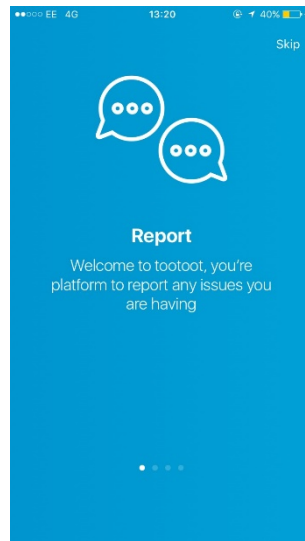 EE 4G 13:20 40%
Skip
Report
Welcome to tootoot, you're
platform to report any issues you
are having